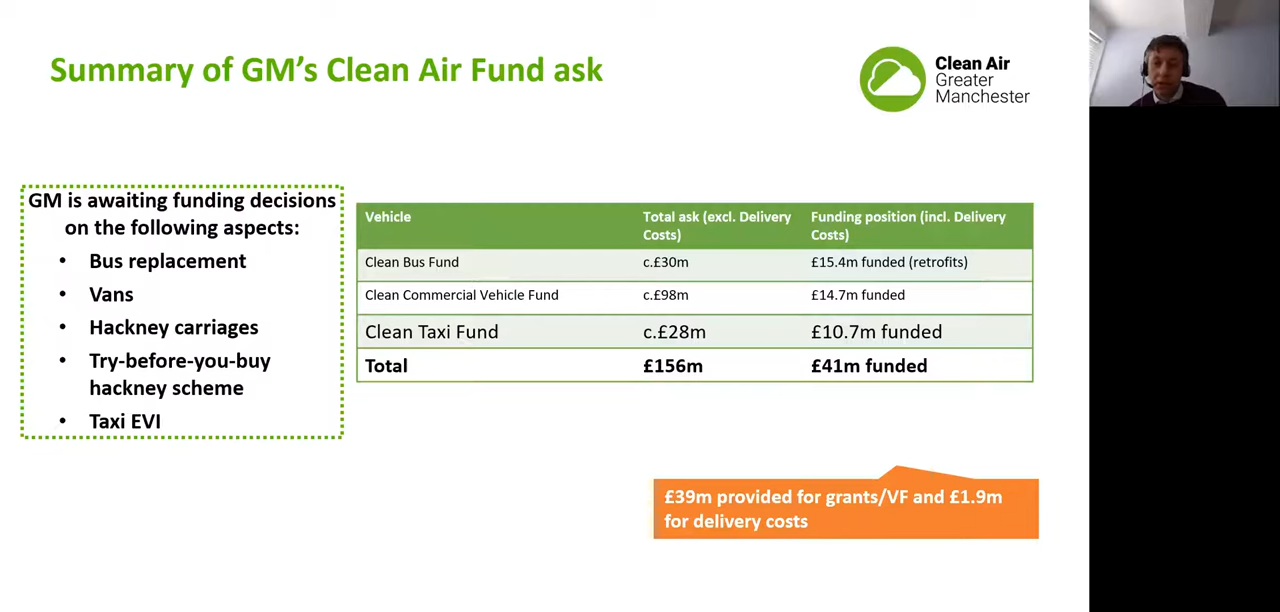 Summary of GM's Clean Air Fund ask
Clean Air
Greater
Manchester
GM is awaiting funding decisions
on the following aspects:
• Bus replacement
• Vans
• Hackney carriages
• Try-before-you-buy
hackney scheme
• Taxi EVI
Vehicle
Total ask (excl. Delivery
Costs)
Funding position (incl. Delivery
Costs)
Clean Bus Fund
c.£30m
£15.4m funded (retrofits)
Clean Commercial Vehicle Fund
c.£98m
£14.7m funded
Clean Taxi Fund
c.£28m
£10.7m funded
Total
£156m
£41m funded
£39m provided for grants/VF and £1.9m
for delivery costs